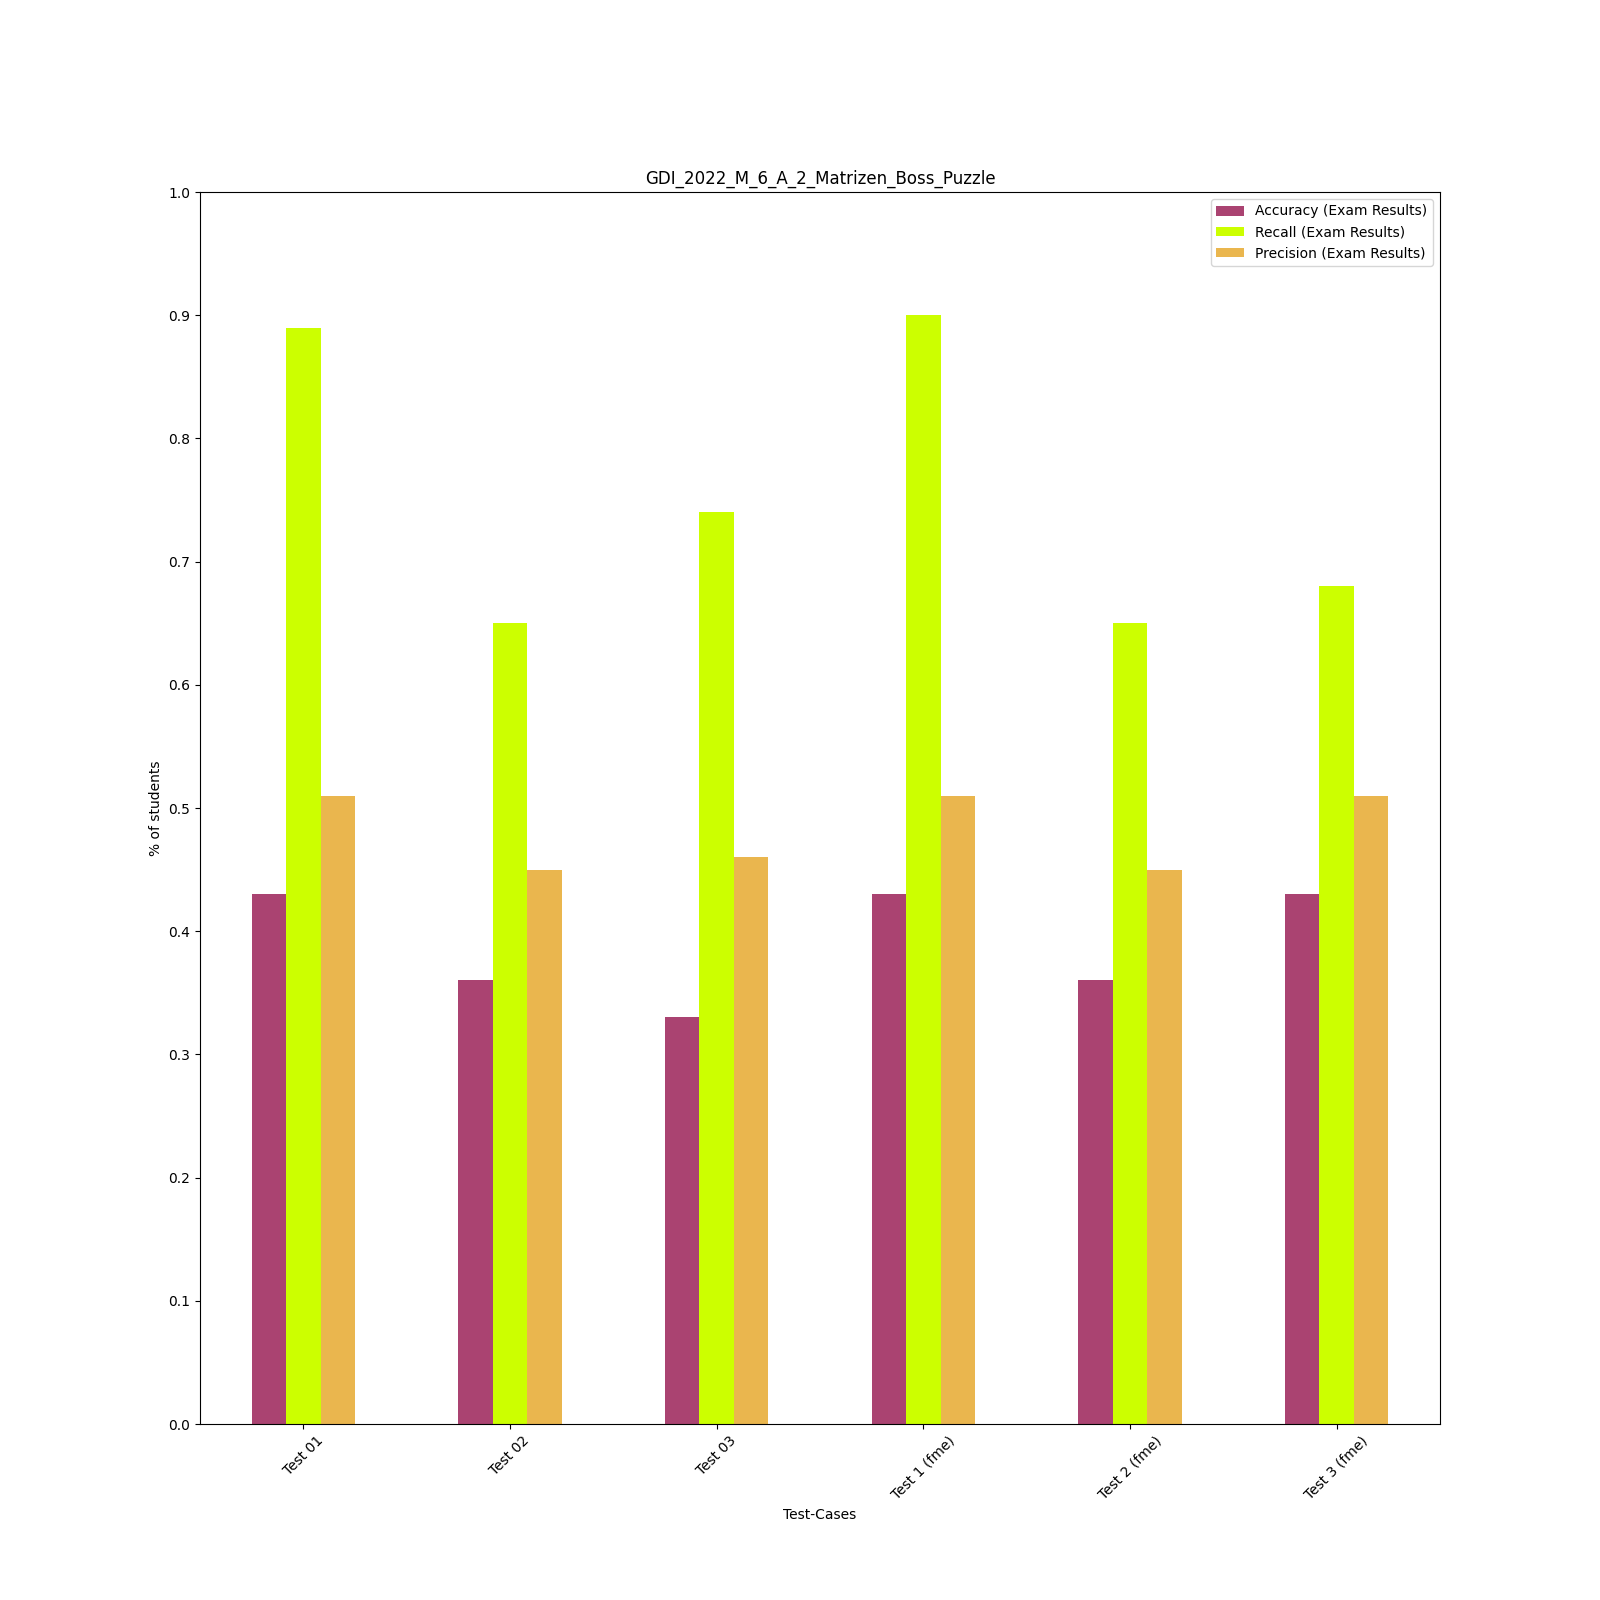 GDI_2022_M_6_A_2_Matrizen_Boss_Puzzle
Accuracy (Exam Results)
Recall (Exam Results)
Precision (Exam Results)
1.0
0.9
0.8
0.7
0.6
0.5
0.4
0.3
0.2
0.1
0.0
% of students
Test 01
Test 02
Test 03
Test 1 (fme)
Test 2 (fme)
Test 3 (fme)
Test-Cases